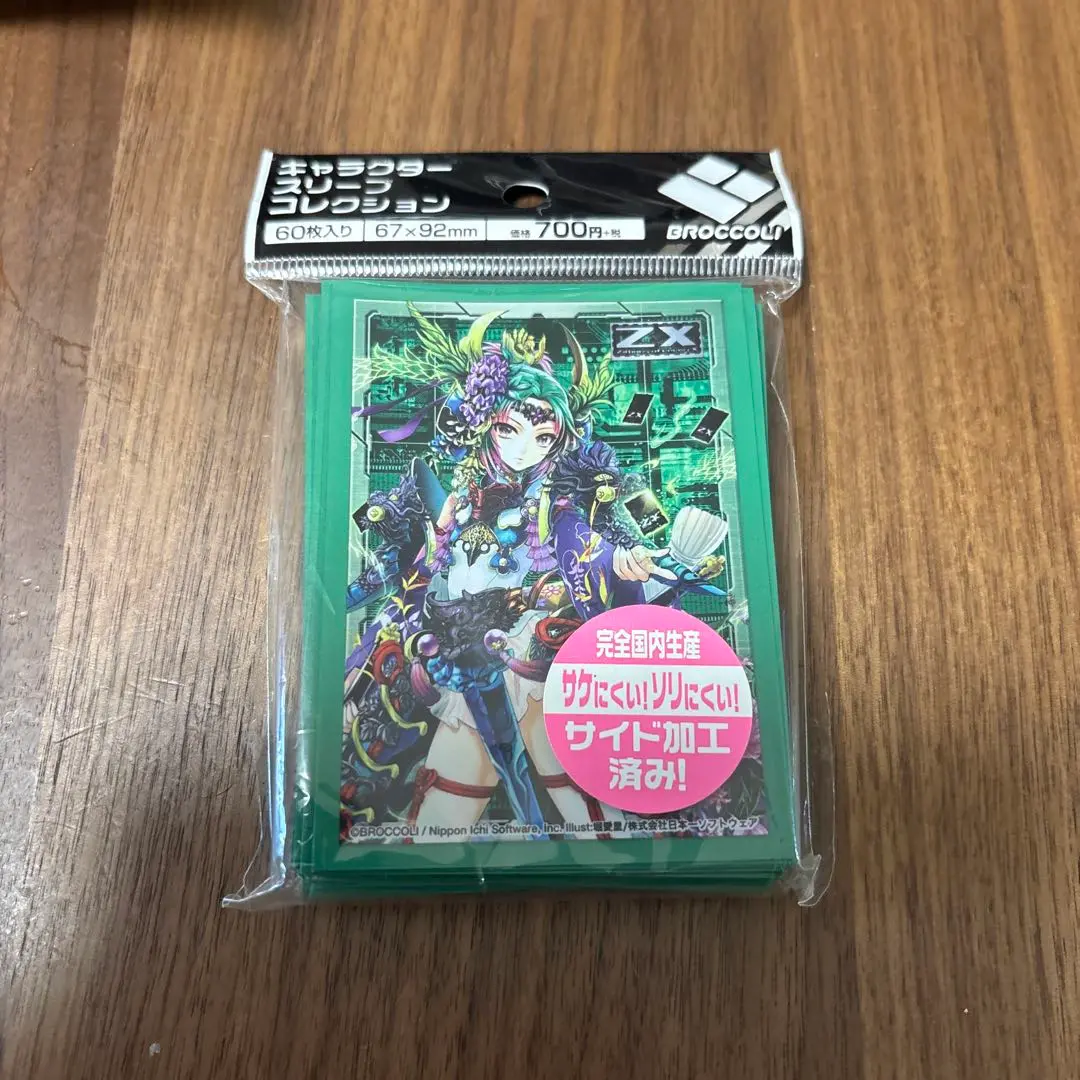 キャラクター
スリーブ
コレクション
60枚入り
67×92mm
価格 700円+税
BROCCOLI
Z/X
完全国内生産
サケにくい!ソリにくい!
サイド加工
済み!
©BROCCOLI / Nippon Ichi Software, Inc. Illust:堀愛里/株式会社日本一ソフトウェア